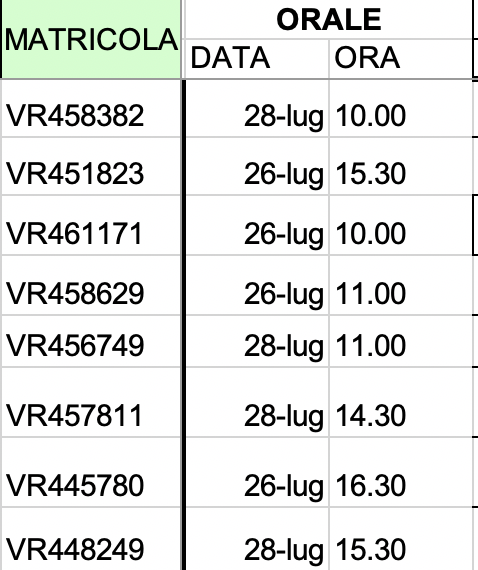 MATRICOLA ORALE
DATA ORA
VR458382 28-lug 10.00
VR451823 26-lug 15.30
VR461171 26-lug 10.00
VR458629 26-lug 11.00
VR456749 28-lug 11.00
VR457811 28-lug 14.30
VR445780 26-lug 16.30
VR448249 28-lug 15.30